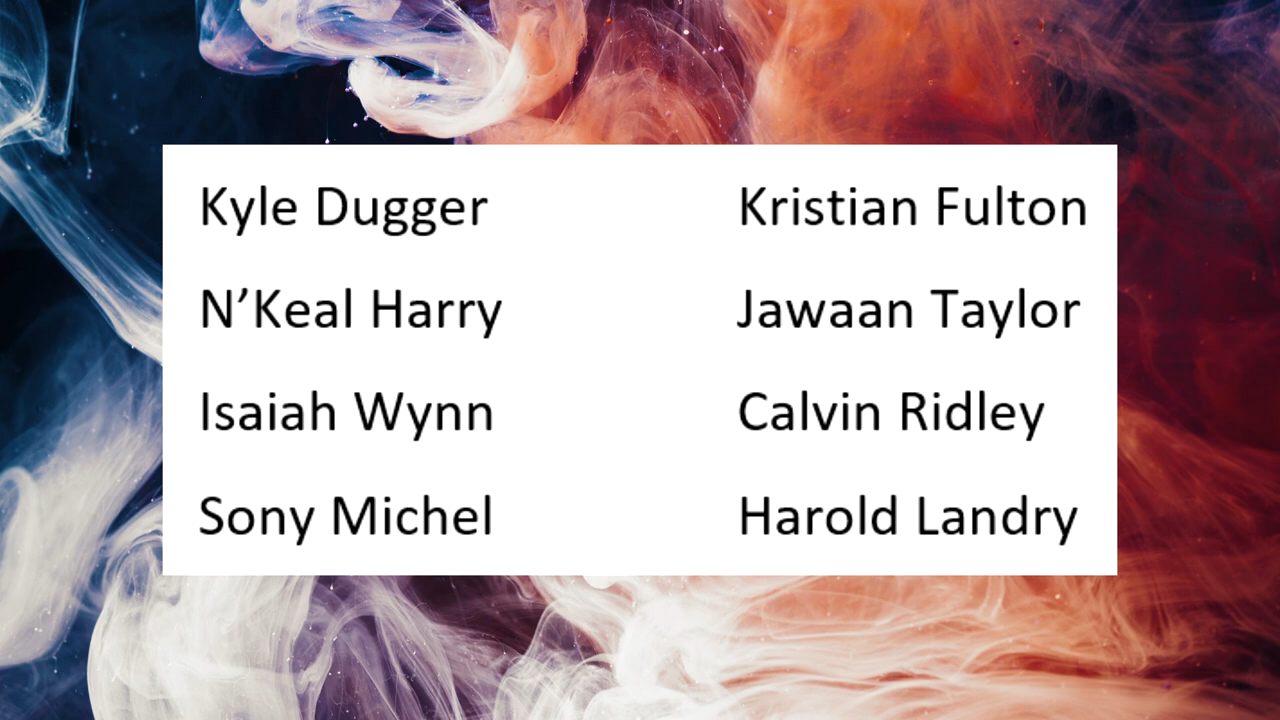 Kyle Dugger
N’Keal Harry
Isaiah Wynn
Sony Michel
Kristian Fulton
Jawaan Taylor
Calvin Ridley
Harold Landry